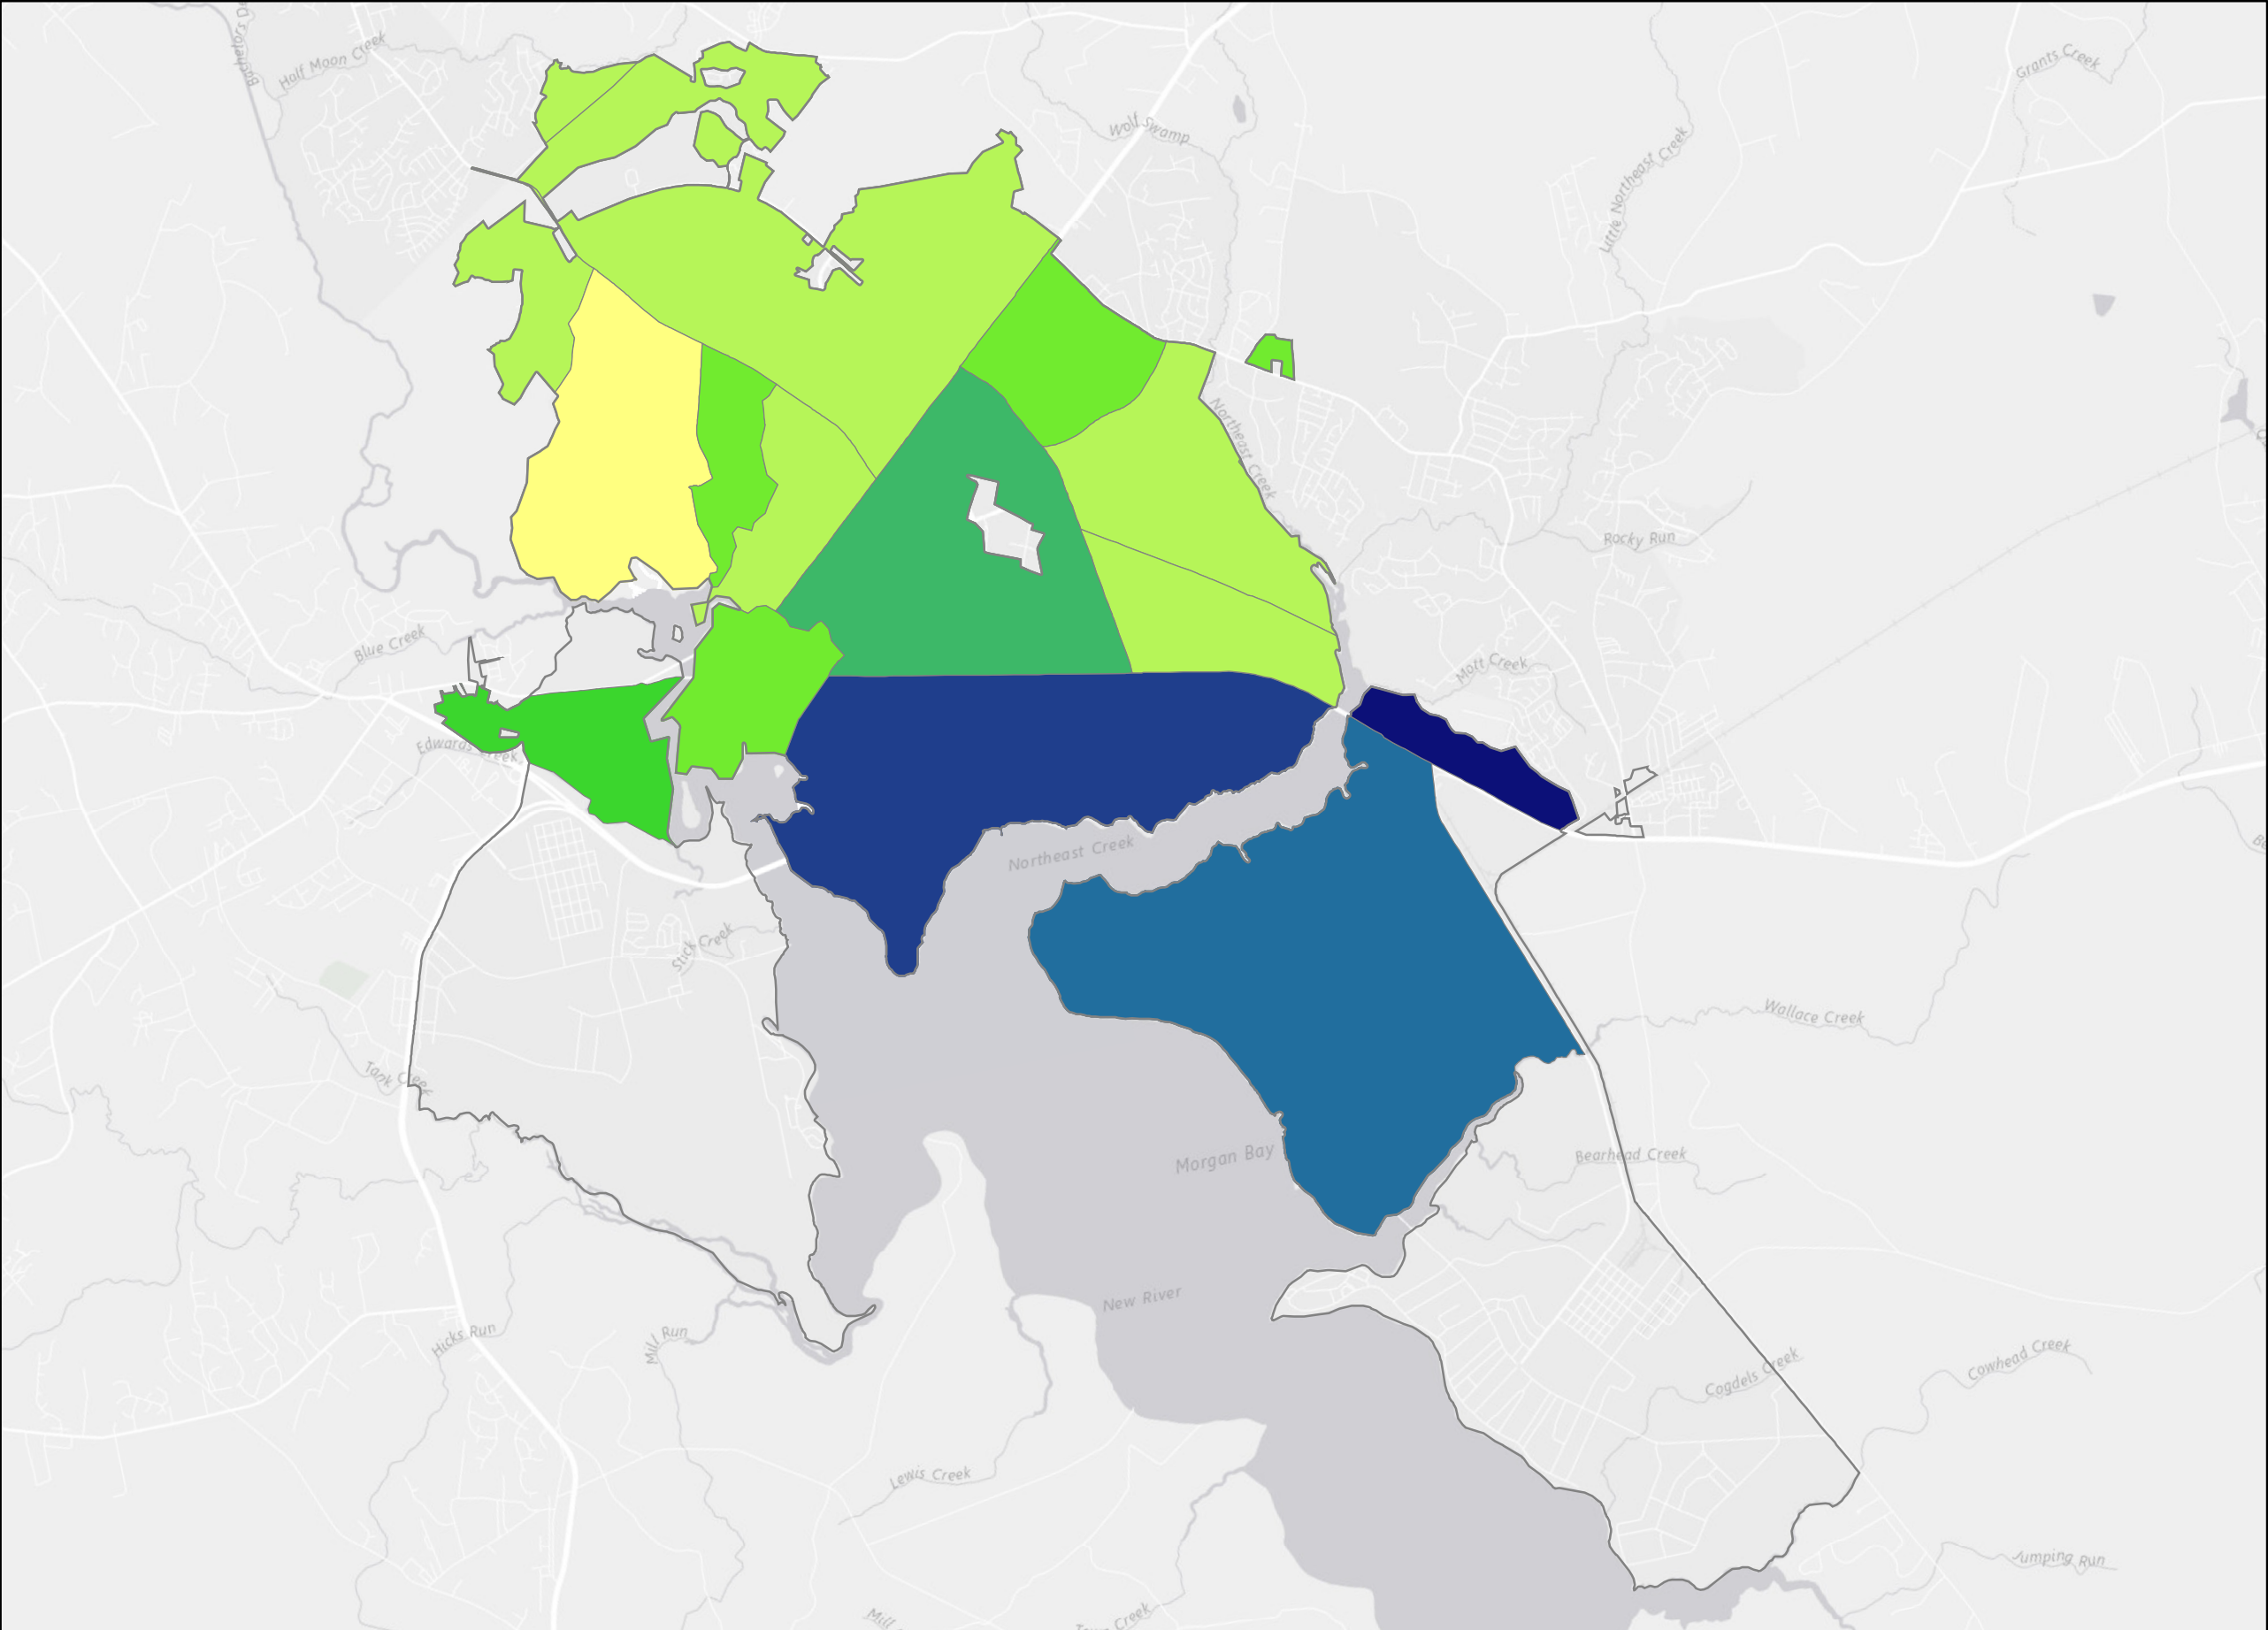 Half Moon Creek
Wolf Swamp
Grants Creek
Little Northeast Creek
Northeast Creek
Rocky Run
Blue Creek
Mott Creek
Edwards Creek
Northeast Creek
Stick Creek
Wallace Creek
Tank Creek
Morgan Bay
Bearhead Creek
New River
Hicks Run
Mill Run
Cogdels Creek
Cowhead Creek
Lewis Creek
Jumping Run
Mill
Creek